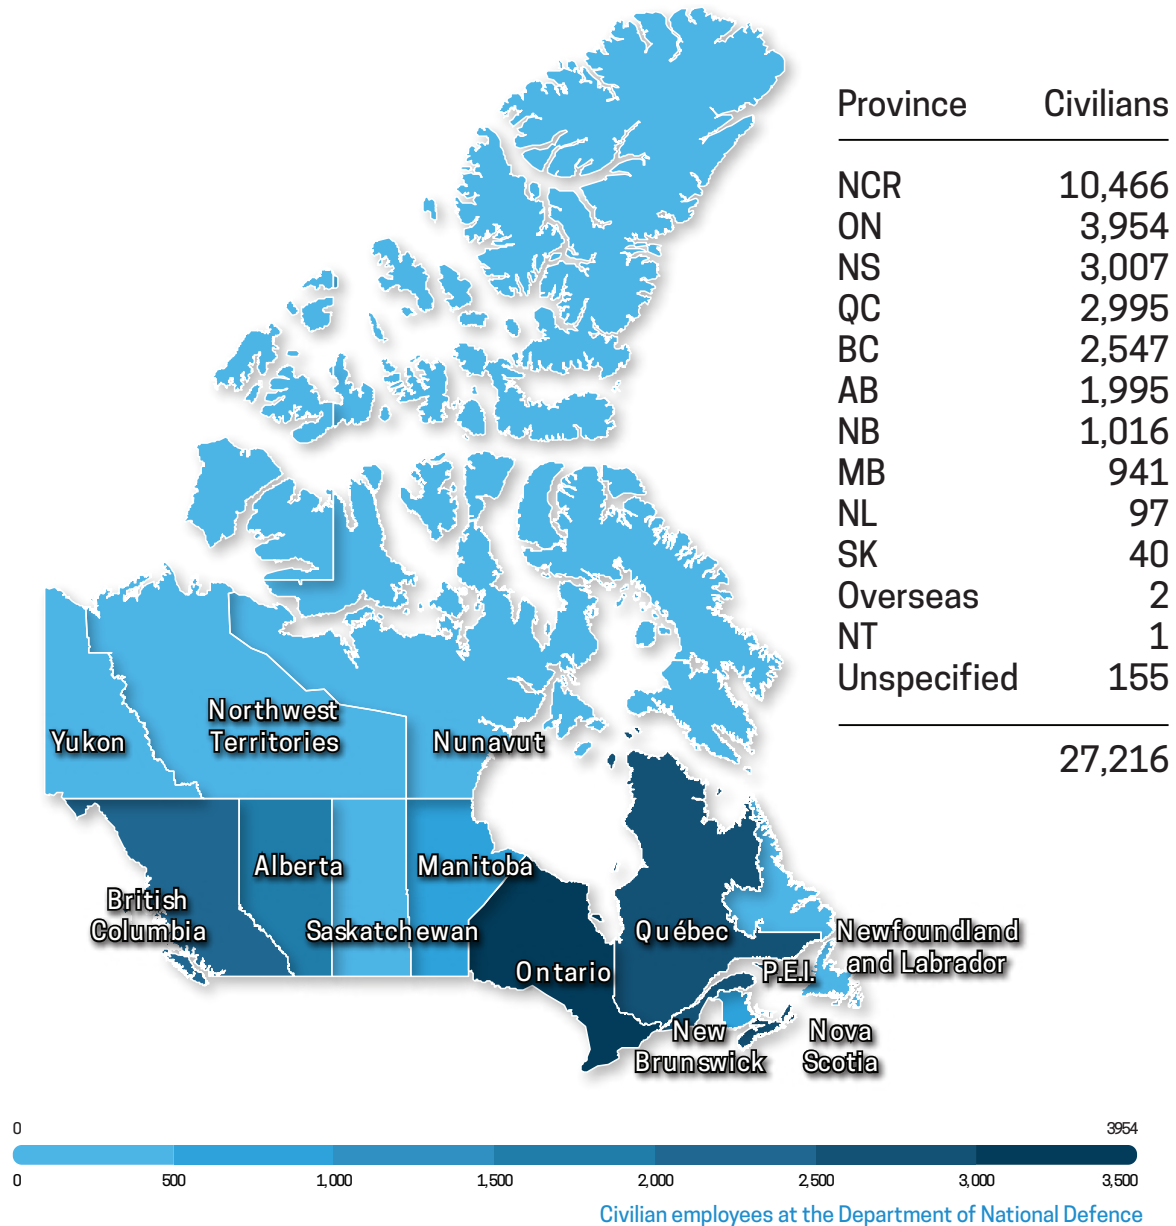 Province Civilians
NCR 10,466
ON 3,954
NS 3,007
QC 2,995
BC 2,547
AB 1,995
NB 1,016
MB 941
NL 97
SK 40
Overseas 2
NT 1
Unspecified 155
27,216
Yukon
Northwest
Territories
Nunavut
British
Columbia
Alberta
Saskatchewan
Manitoba
Ontario
Québec
Newfoundland
and Labrador
P.E.I.
New
Brunswick
Nova
Scotia
0 3954
0 500 1,000 1,500 2,000 2,500 3,000 3,500
Civilian employees at the Department of National Defence